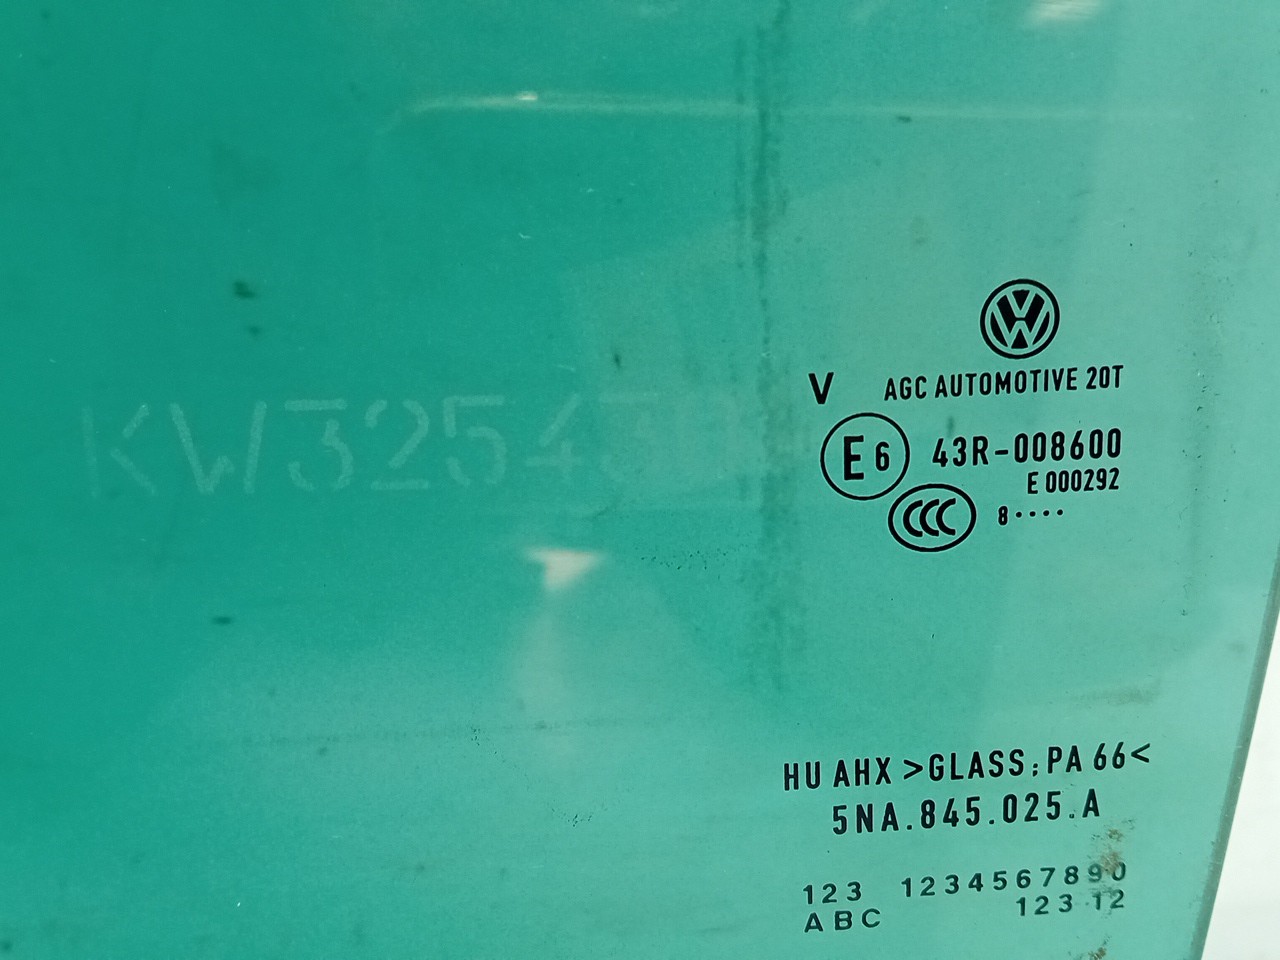 V AGC AUTOMOTIVE 20T
E6 43R-008600
E 000292
CCC 8····
KW3254
HU AHX >GLASS:PA 66<
5NA.845.025.A
123 1234567890
ABC 123 12